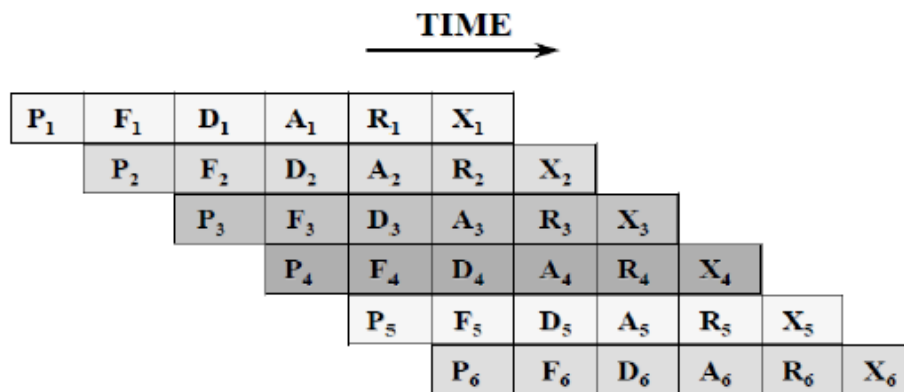 TIME
P₁ F₁ D₁ A₁ R₁ X₁
P₂ F₂ D₂ A₂ R₂ X₂
P₃ F₃ D₃ A₃ R₃ X₃
P₄ F₄ D₄ A₄ R₄ X₄
P₅ F₅ D₅ A₅ R₅ X₅
P₆ F₆ D₆ A₆ R₆ X₆